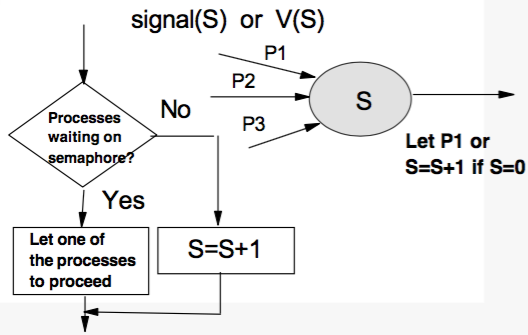 signal(S) or V(S)
Processes
waiting on
semaphore?
No
Yes
Let one of
the processes
to proceed
S=S+1
P1
P2
P3
S
Let P1 or
S=S+1 if S=0